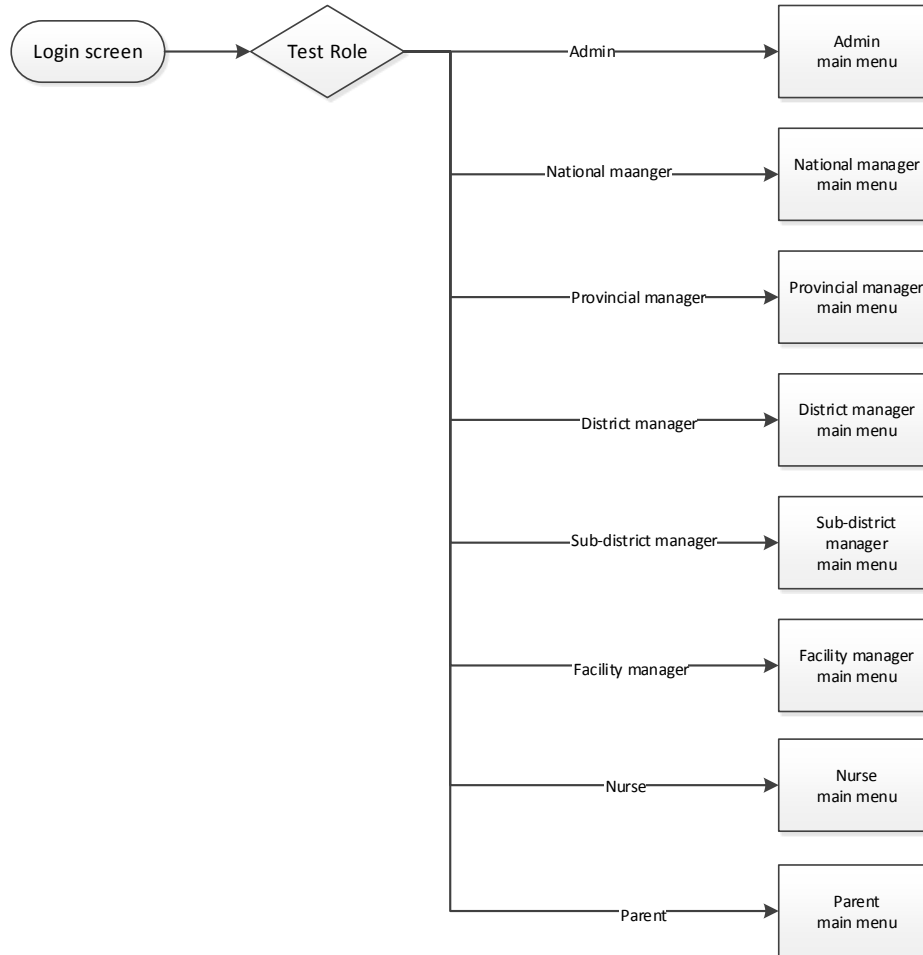 Login screen
Test Role
Admin
Admin
main menu
National maanger
National manager
main menu
Provincial manager
Provincial manager
main menu
District manager
District manager
main menu
Sub-district manager
Sub-district
manager
main menu
Facility manager
Facility manager
main menu
Nurse
Nurse
main menu
Parent
Parent
main menu